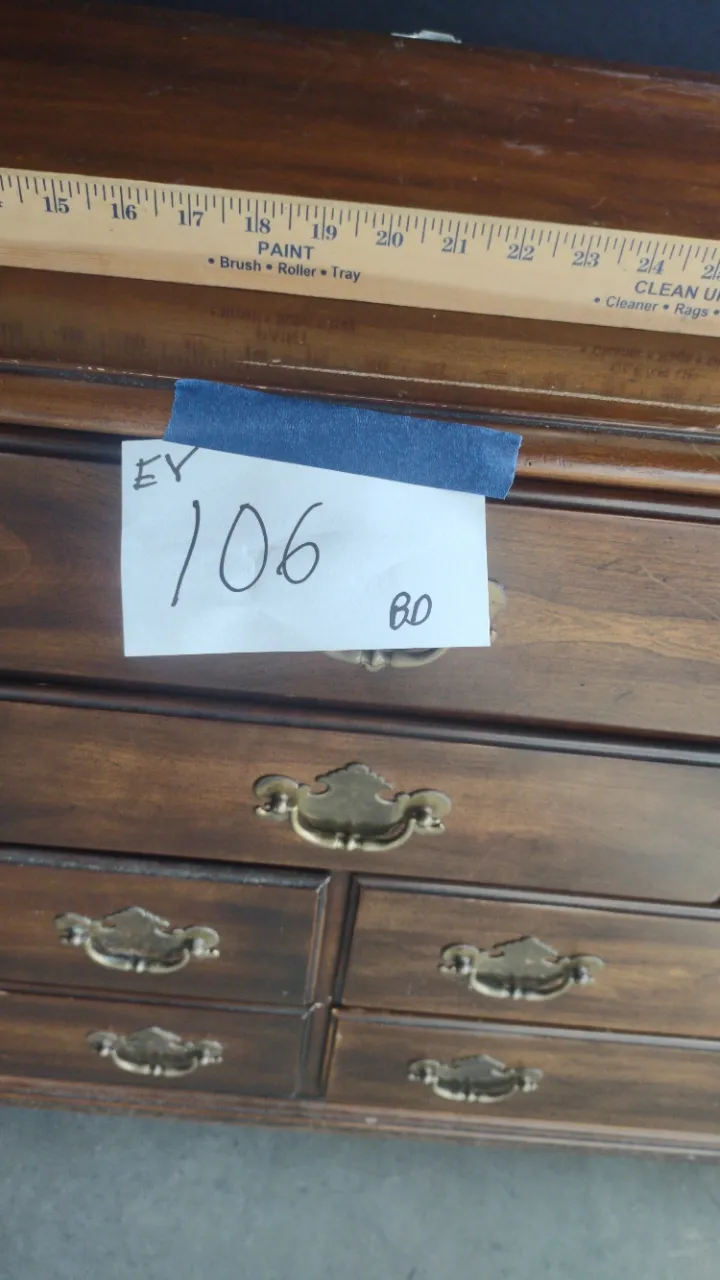 15 16 17 18 19 20 21 22 23 24
PAINT
• Brush • Roller • Tray
CLEAN
• Cleaner • Rags •
EV
106
BD